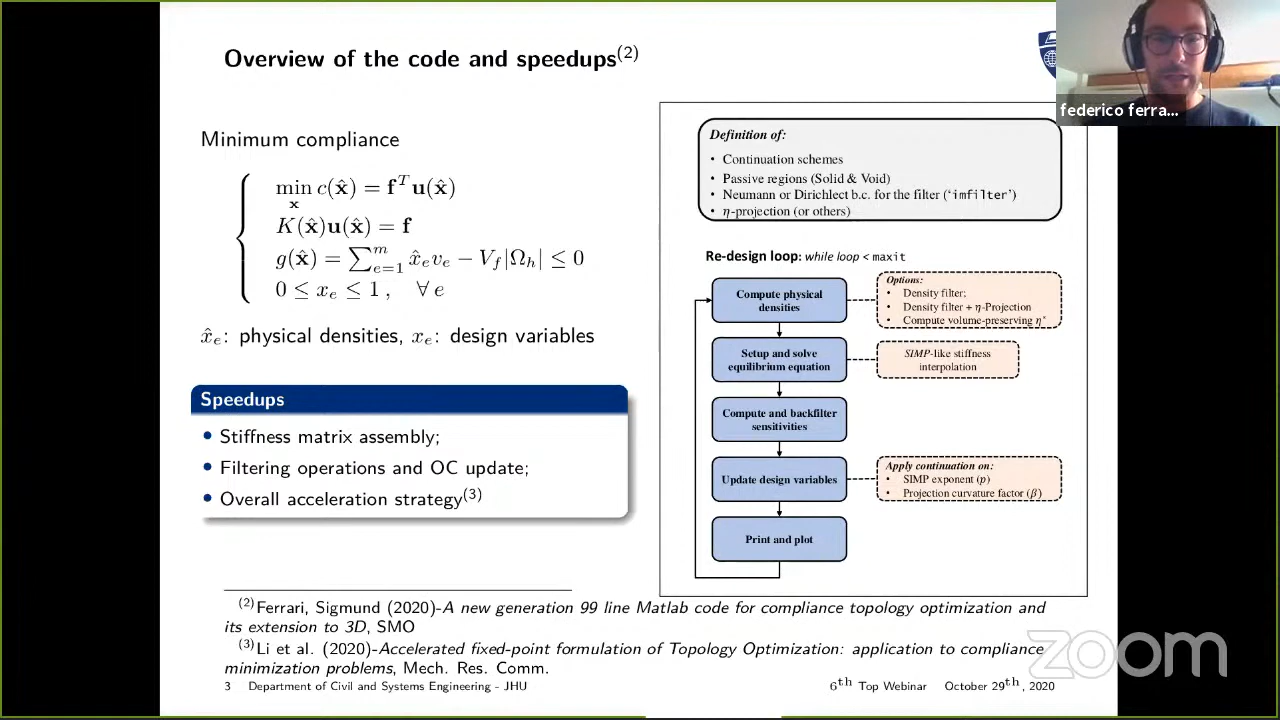 Overview of the code and speedups(2)
federico ferra...
Minimum compliance
min c(x̂) = f^T u(x̂)
x
K(x̂)u(x̂) = f
g(x̂) = ∑_{e=1}^{m} x̂_e v_e − V_f|Ω_h| ≤ 0
0 ≤ x_e ≤ 1 , ∀ e
x̂_e: physical densities, x_e: design variables
Speedups
• Stiffness matrix assembly;
• Filtering operations and OC update;
• Overall acceleration strategy(3)
Definition of:
• Continuation schemes
• Passive regions (Solid & Void)
• Neumann or Dirichlect b.c. for the filter ('imfilter')
• η-projection (or others)
Re-design loop: while loop < maxit
Compute physical
densities
Options:
• Density filter;
• Density filter + η-Projection
• Compute volume-preserving η*
Setup and solve
equilibrium equation
SIMP-like stiffness
interpolation
Compute and backfilter
sensitivities
Update design variables
Apply continuation on:
• SIMP exponent (p)
• Projection curvature factor (β)
Print and plot
(2)Ferrari, Sigmund (2020)-A new generation 99 line Matlab code for compliance topology optimization and
its extension to 3D, SMO
(3)Li et al. (2020)-Accelerated fixed-point formulation of Topology Optimization: application to compliance
minimization problems, Mech. Res. Comm.
zoom
3 Department of Civil and Systems Engineering - JHU
6th Top Webinar October 29th, 2020